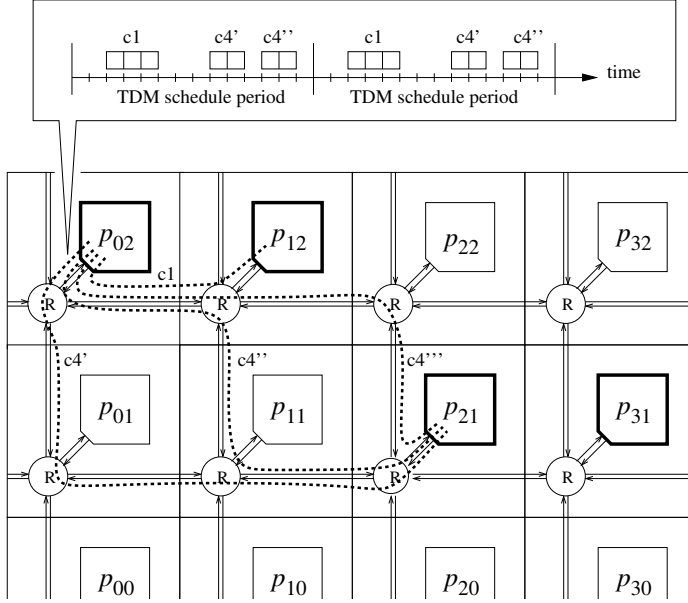 c1 c4' c4'' c1 c4' c4''
time
TDM schedule period TDM schedule period
p02 p12 p22 p32
c1
R R R R
c4' c4'' c4'''
p01 p11 p21 p31
R R R R
p00 p10 p20 p30